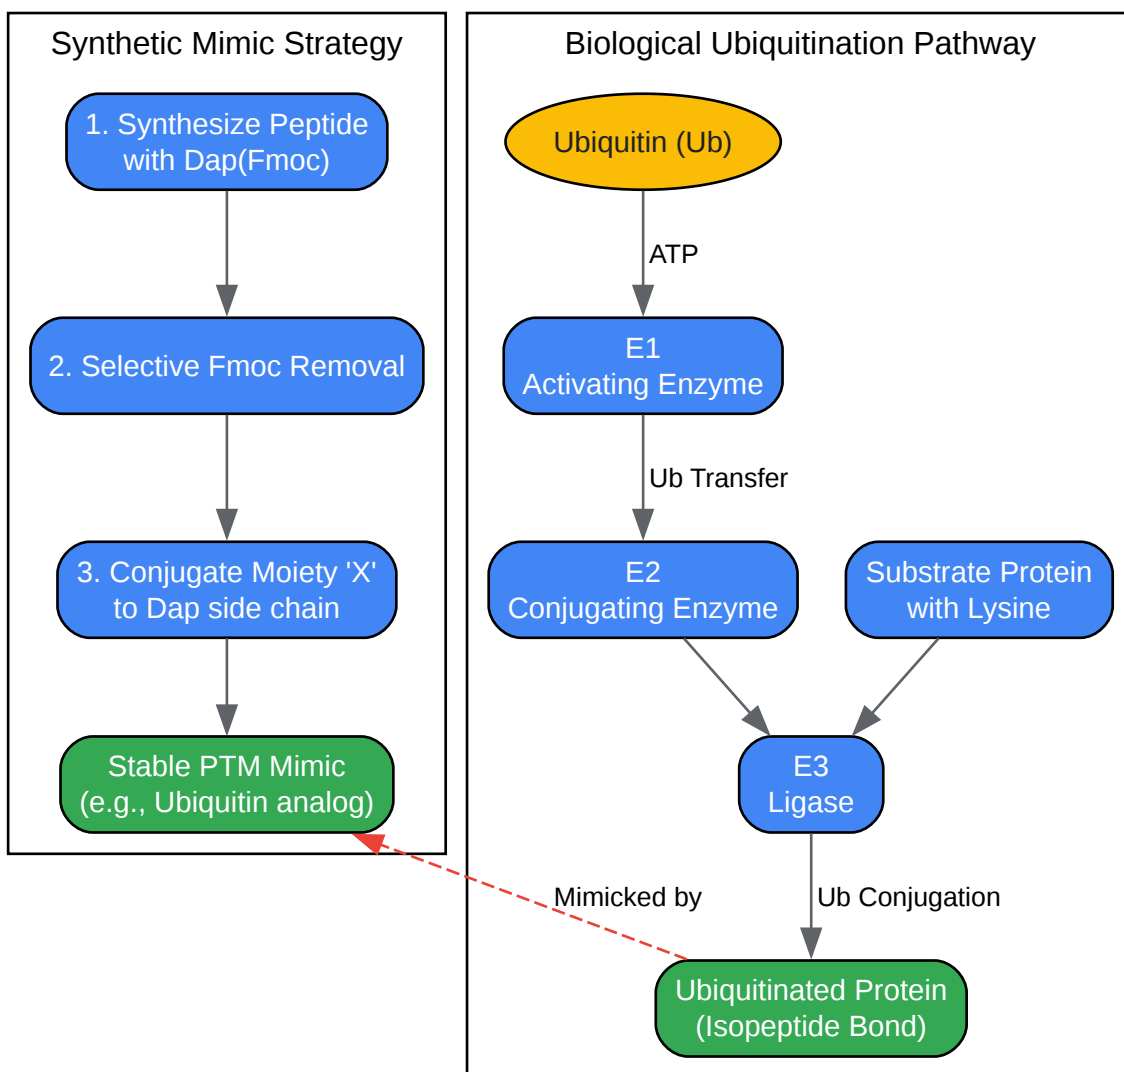 Synthetic Mimic Strategy
1. Synthesize Peptide
with Dap(Fmoc)
2. Selective Fmoc Removal
3. Conjugate Moiety 'X'
to Dap side chain
Stable PTM Mimic
(e.g., Ubiquitin analog)
Biological Ubiquitination Pathway
Ubiquitin (Ub)
ATP
E1
Activating Enzyme
Ub Transfer
E2
Conjugating Enzyme
Substrate Protein
with Lysine
E3
Ligase
Mimicked by
Ub Conjugation
Ubiquitinated Protein
(Isopeptide Bond)